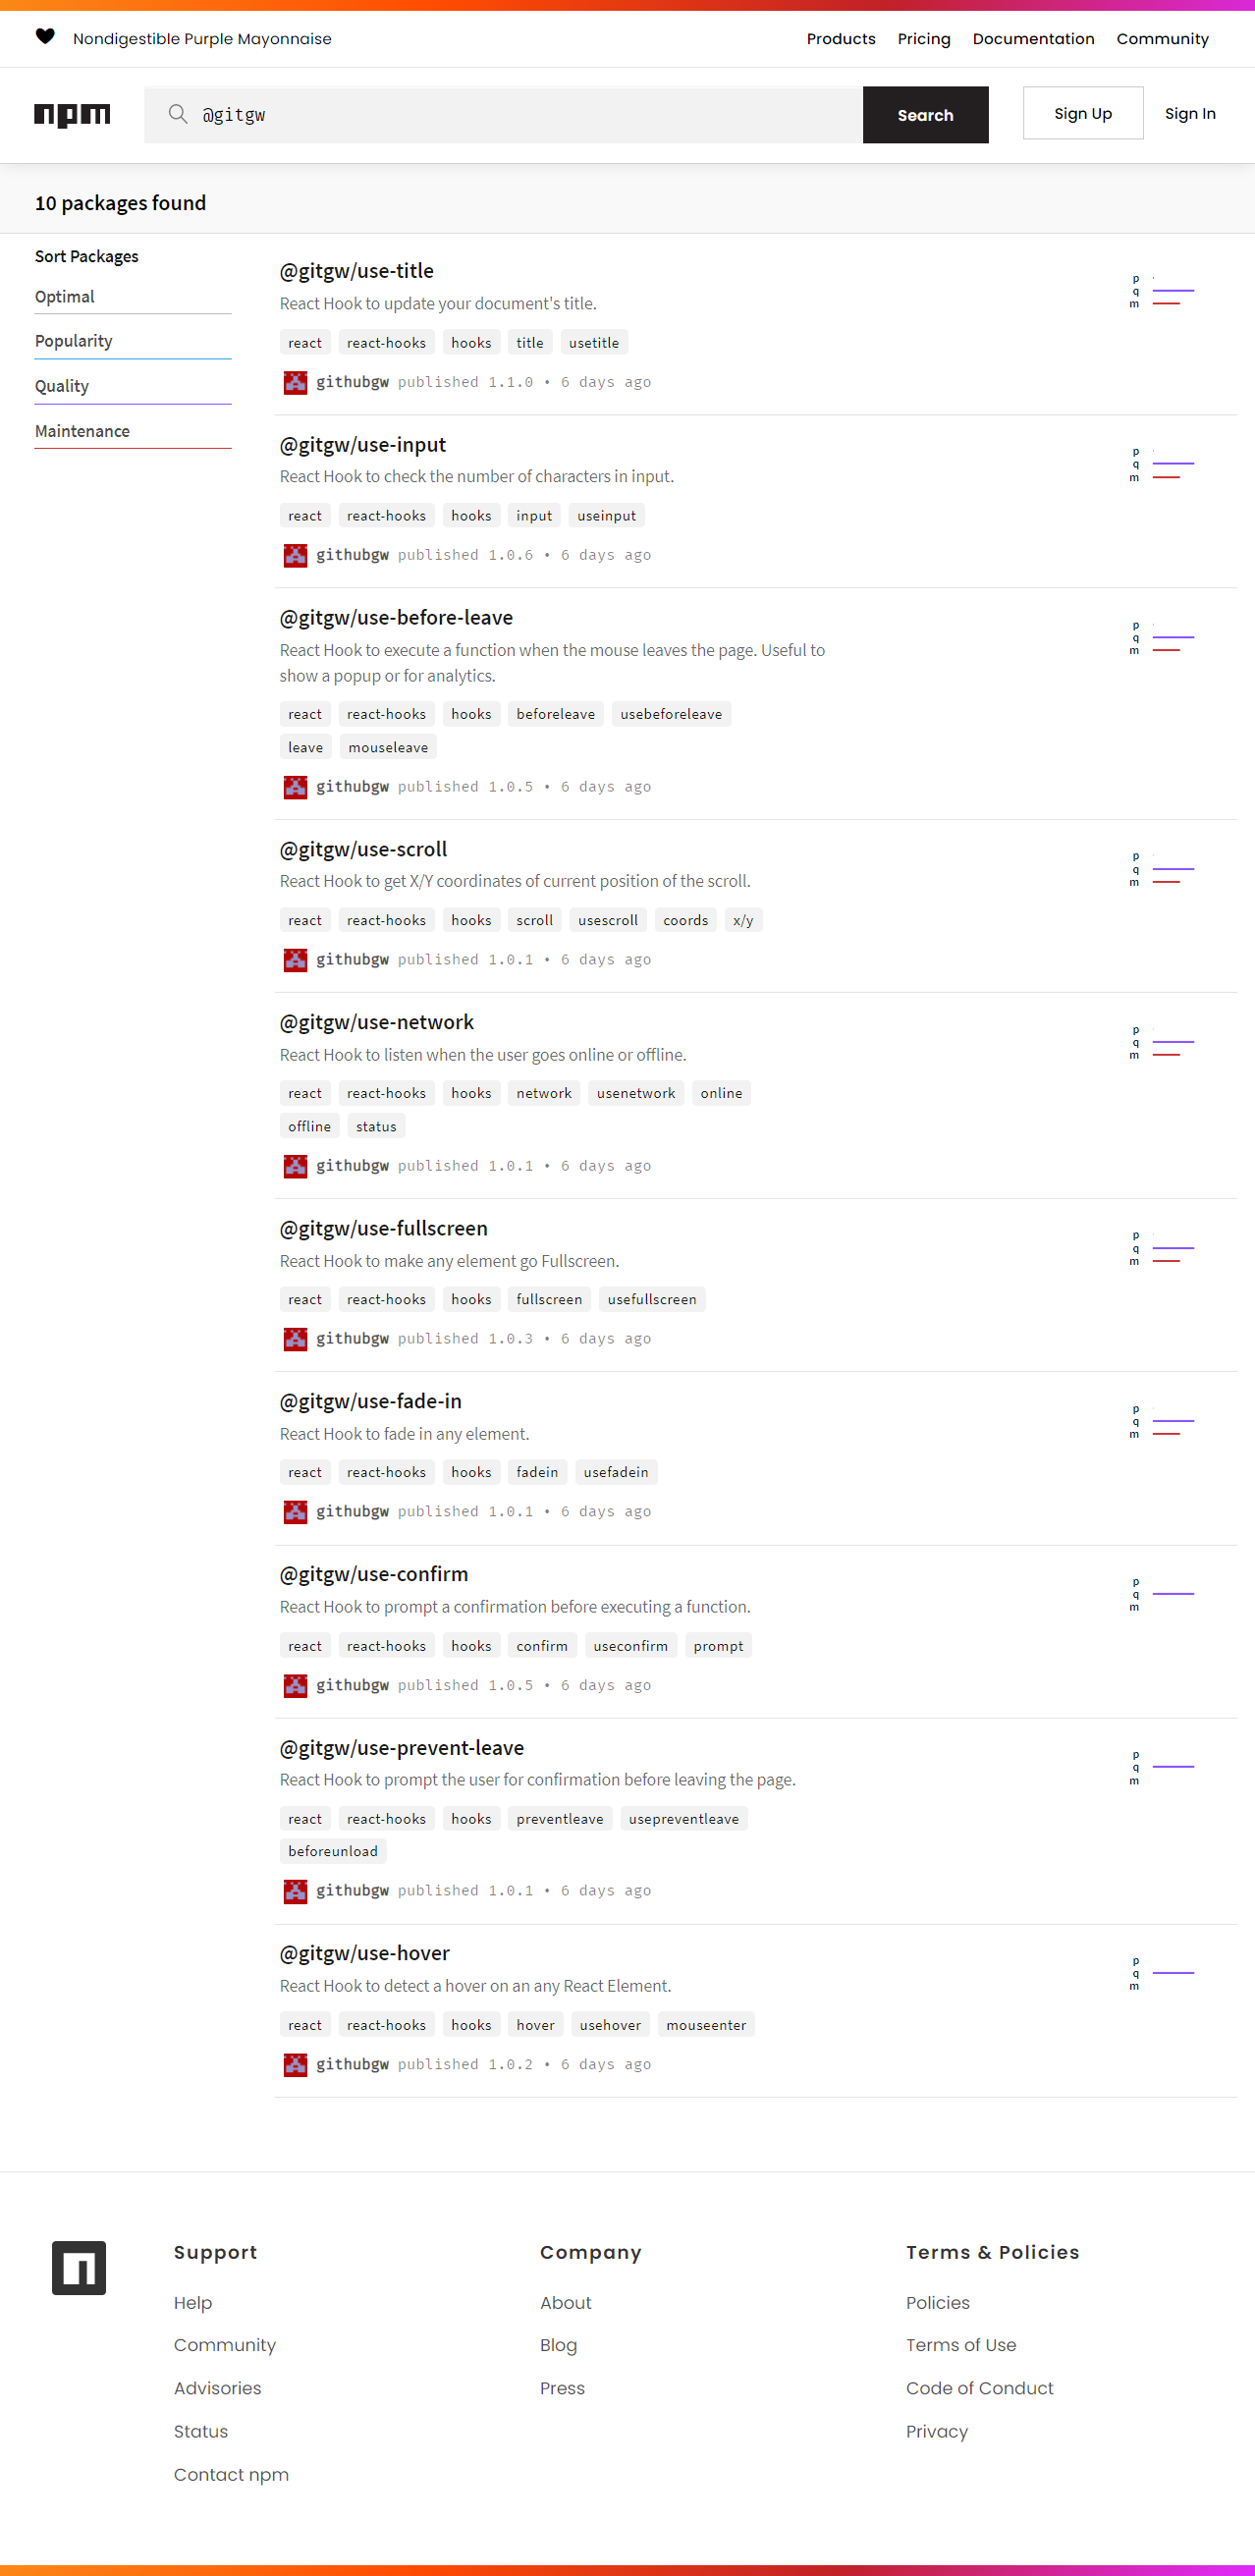 Nondigestible Purple Mayonnaise
Products Pricing Documentation Community
npm
@gitgw
Search
Sign Up
Sign In
10 packages found
Sort Packages
Optimal
Popularity
Quality
Maintenance
@gitgw/use-title
React Hook to update your document's title.
react react-hooks hooks title usetitle
githubgw published 1.1.0 • 6 days ago
p
q
m
@gitgw/use-input
React Hook to check the number of characters in input.
react react-hooks hooks input useinput
githubgw published 1.0.6 • 6 days ago
p
q
m
@gitgw/use-before-leave
React Hook to execute a function when the mouse leaves the page. Useful to
show a popup or for analytics.
react react-hooks hooks beforeleave usebeforeleave
leave mouseleave
githubgw published 1.0.5 • 6 days ago
p
q
m
@gitgw/use-scroll
React Hook to get X/Y coordinates of current position of the scroll.
react react-hooks hooks scroll usescroll coords x/y
githubgw published 1.0.1 • 6 days ago
p
q
m
@gitgw/use-network
React Hook to listen when the user goes online or offline.
react react-hooks hooks network usenetwork online
offline status
githubgw published 1.0.1 • 6 days ago
p
q
m
@gitgw/use-fullscreen
React Hook to make any element go Fullscreen.
react react-hooks hooks fullscreen usefullscreen
githubgw published 1.0.3 • 6 days ago
p
q
m
@gitgw/use-fade-in
React Hook to fade in any element.
react react-hooks hooks fadein usefadein
githubgw published 1.0.1 • 6 days ago
p
q
m
@gitgw/use-confirm
React Hook to prompt a confirmation before executing a function.
react react-hooks hooks confirm useconfirm prompt
githubgw published 1.0.5 • 6 days ago
p
q
m
@gitgw/use-prevent-leave
React Hook to prompt the user for confirmation before leaving the page.
react react-hooks hooks preventleave usepreventleave
beforeunload
githubgw published 1.0.1 • 6 days ago
p
q
m
@gitgw/use-hover
React Hook to detect a hover on an any React Element.
react react-hooks hooks hover usehover mouseenter
githubgw published 1.0.2 • 6 days ago
p
q
m
Support
Help
Community
Advisories
Status
Contact npm
Company
About
Blog
Press
Terms & Policies
Policies
Terms of Use
Code of Conduct
Privacy